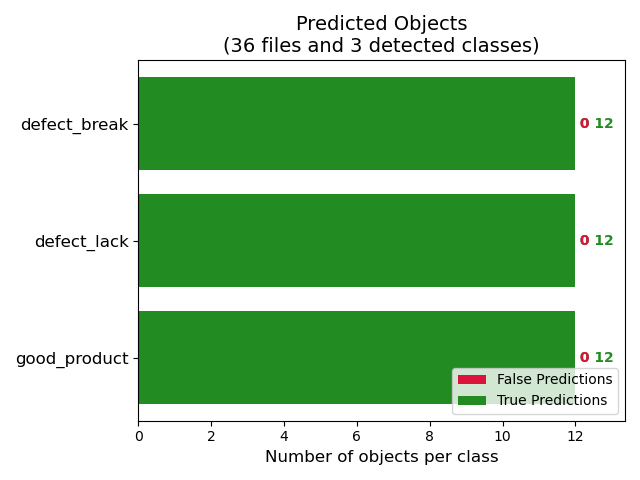 Predicted Objects
(36 files and 3 detected classes)
defect_break
0 12
defect_lack
0 12
good_product
0 12
False Predictions
True Predictions
0 2 4 6 8 10 12
Number of objects per class